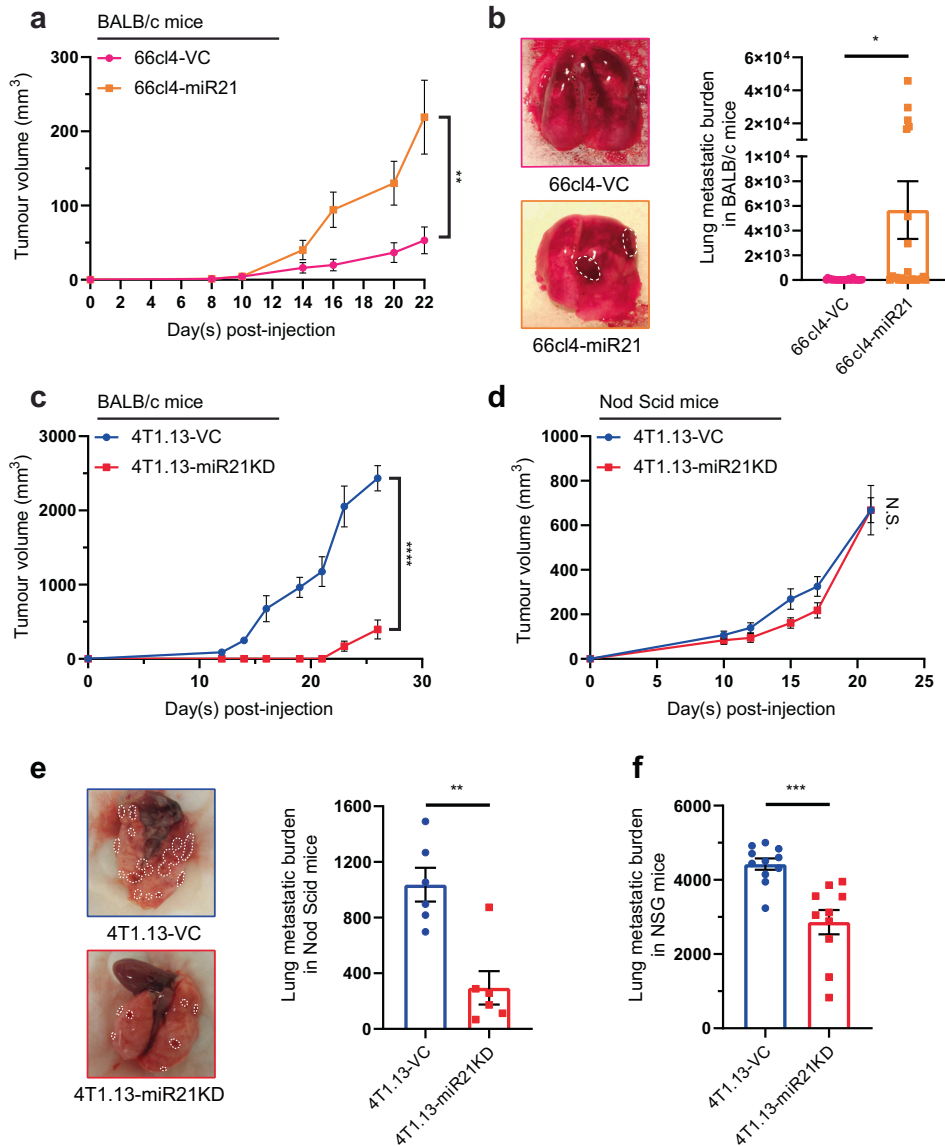 a
BALB/c mice
66cl4-VC
66cl4-miR21
Tumour volume (mm³)
300
200
100
0
**
0 2 4 6 8 10 12 14 16 18 20 22
Day(s) post-injection
b
66cl4-VC
66cl4-miR21
Lung metastatic burden
in BALB/c mice
*
6×10⁴
4×10⁴
2×10⁴
1×10⁴
8×10³
6×10³
4×10³
2×10³
0
66cl4-VC
66cl4-miR21
c
BALB/c mice
4T1.13-VC
4T1.13-miR21KD
Tumour volume (mm³)
3000
2000
1000
0
****
0 10 20 30
Day(s) post-injection
d
Nod Scid mice
4T1.13-VC
4T1.13-miR21KD
Tumour volume (mm³)
1000
800
600
400
200
0
N.S.
0 5 10 15 20 25
Day(s) post-injection
e
4T1.13-VC
4T1.13-miR21KD
Lung metastatic burden
in Nod Scid mice
**
1600
1200
800
400
0
4T1.13-VC
4T1.13-miR21KD
f
Lung metastatic burden
in NSG mice
***
6000
4000
2000
0
4T1.13-VC
4T1.13-miR21KD